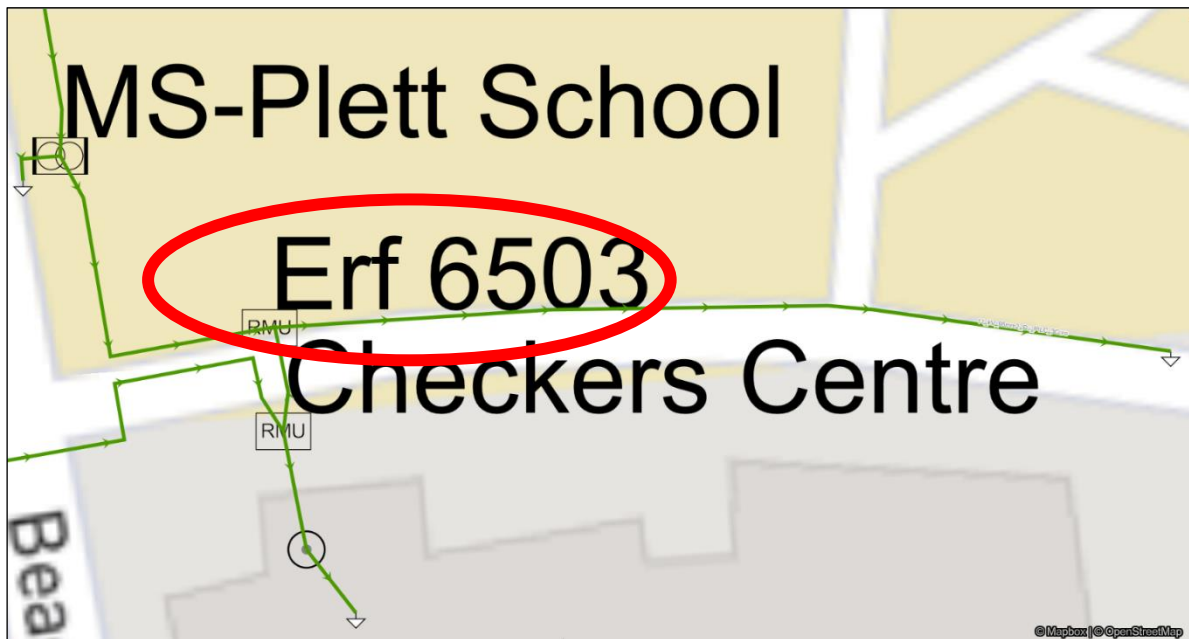 MS-Plett School
Erf 6503
RMU
Checkers Centre
RMU
Bea
© Mapbox | © OpenStreetMap